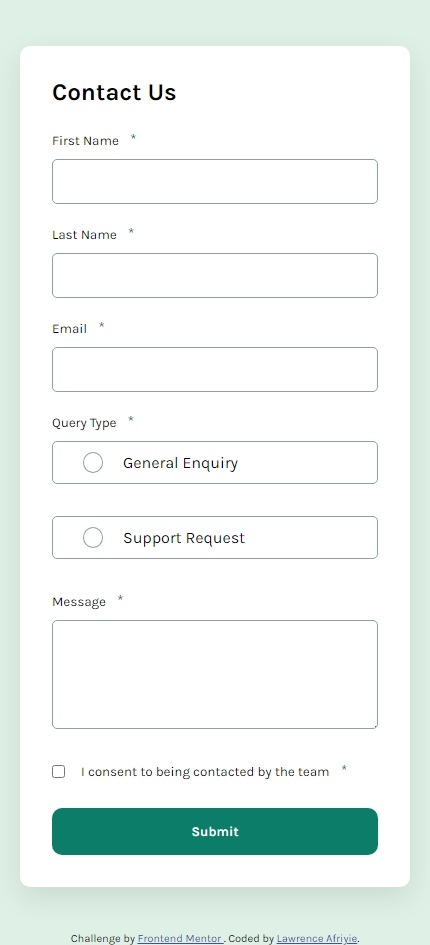 Contact Us
First Name *
Last Name *
Email *
Query Type *
General Enquiry
Support Request
Message *
I consent to being contacted by the team *
Submit
Challenge by Frontend Mentor . Coded by Lawrence Afriyie.